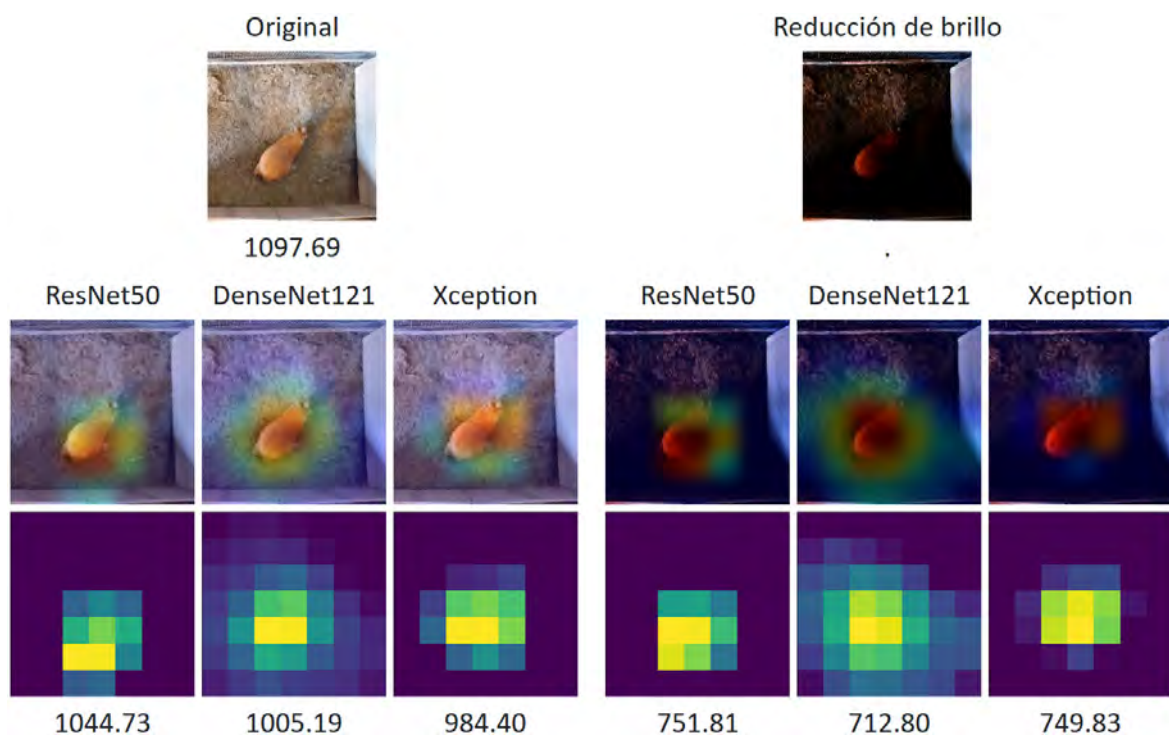 Original
Reducción de brillo
1097.69
.
ResNet50 DenseNet121 Xception ResNet50 DenseNet121 Xception
1044.73 1005.19 984.40 751.81 712.80 749.83